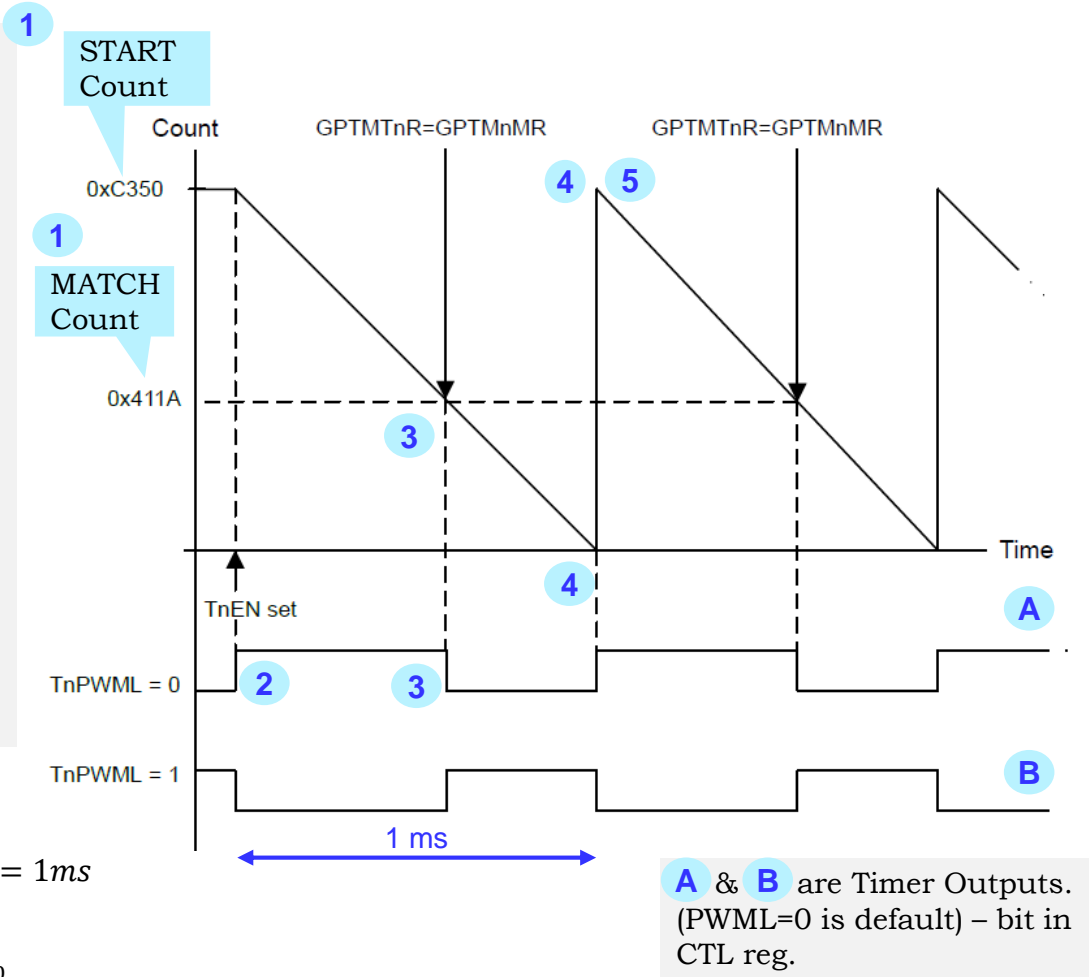 1
START
Count
Count
GPTMTnR=GPTMnMR
GPTMTnR=GPTMnMR
0xC350
4
5
1
MATCH
Count
0x411A
3
Time
4
TnEN set
A
TnPWML = 0
2
3
TnPWML = 1
B
1 ms
= 1ms
A & B are Timer Outputs.
(PWML=0 is default) – bit in
CTL reg.